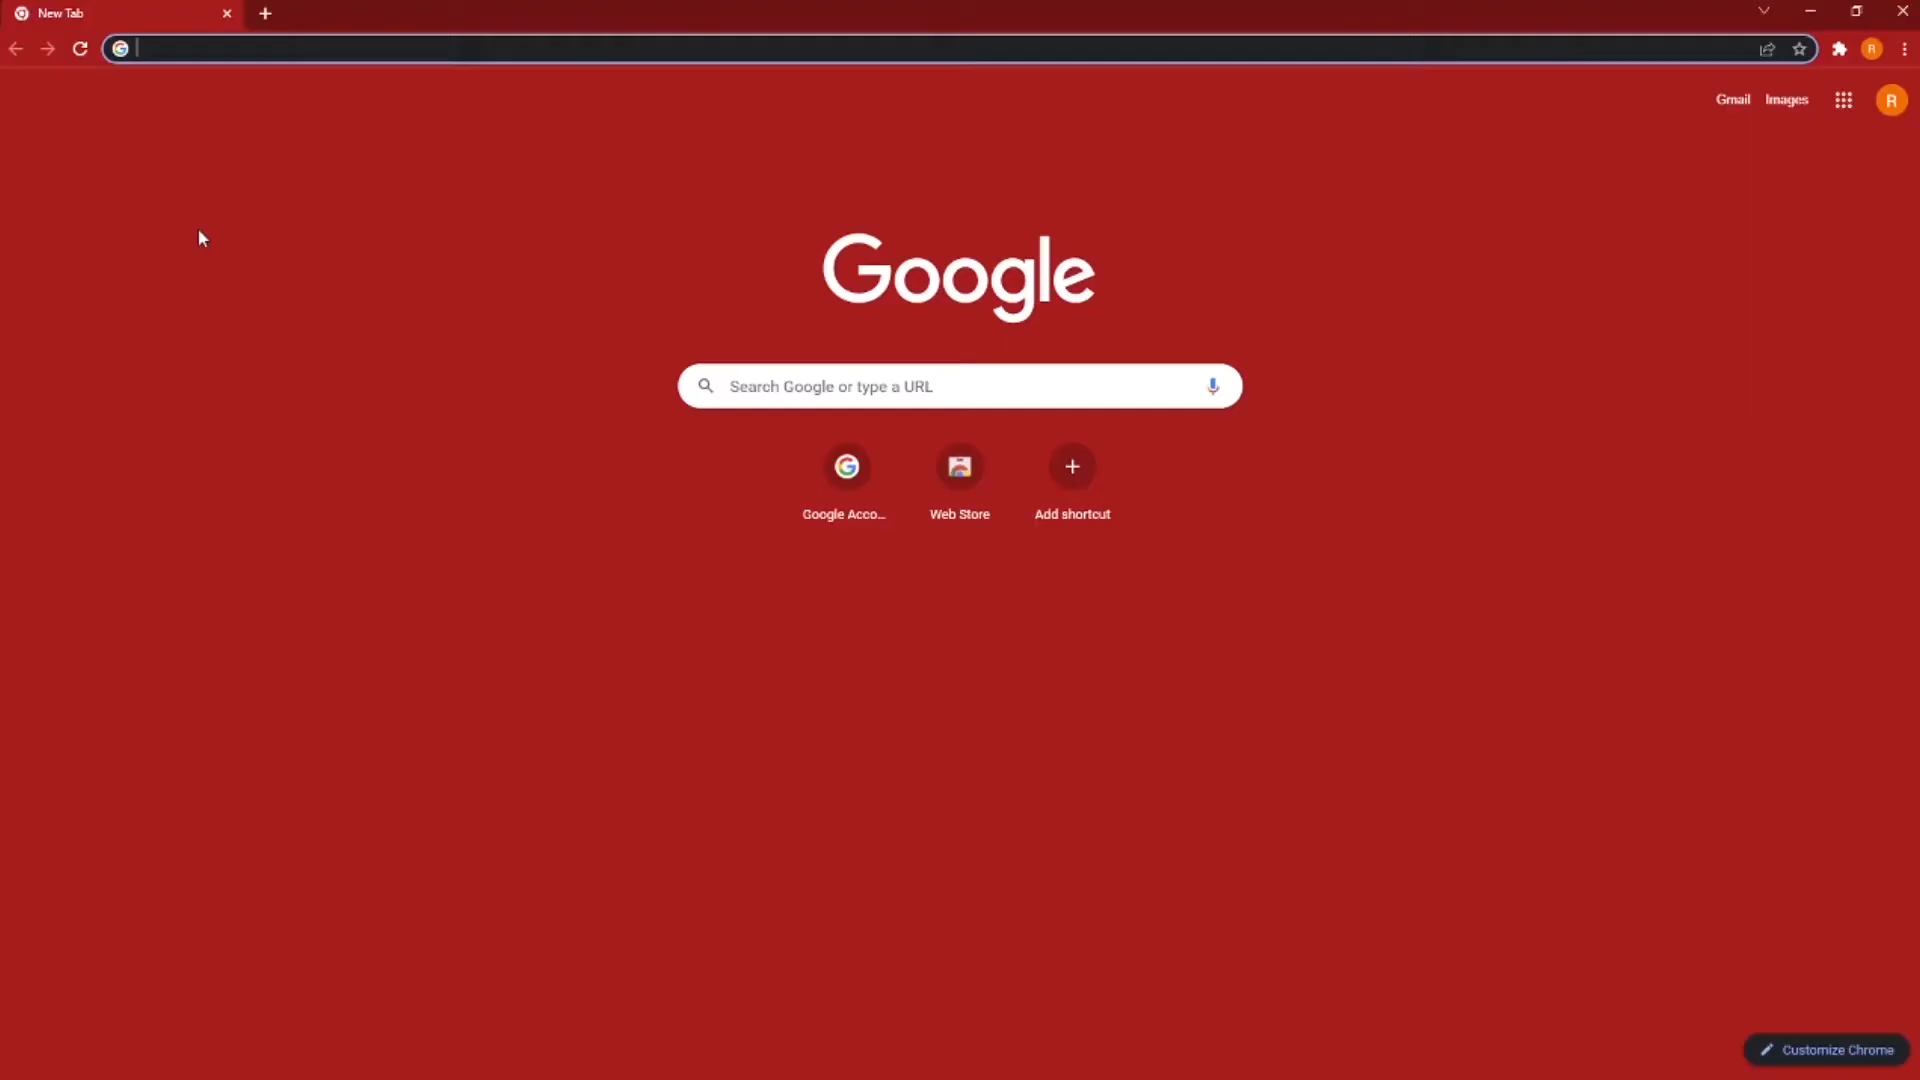 New Tab
Gmail Images
R
R
Google
Search Google or type a URL
Google Acco...
Web Store
Add shortcut
Customize Chrome